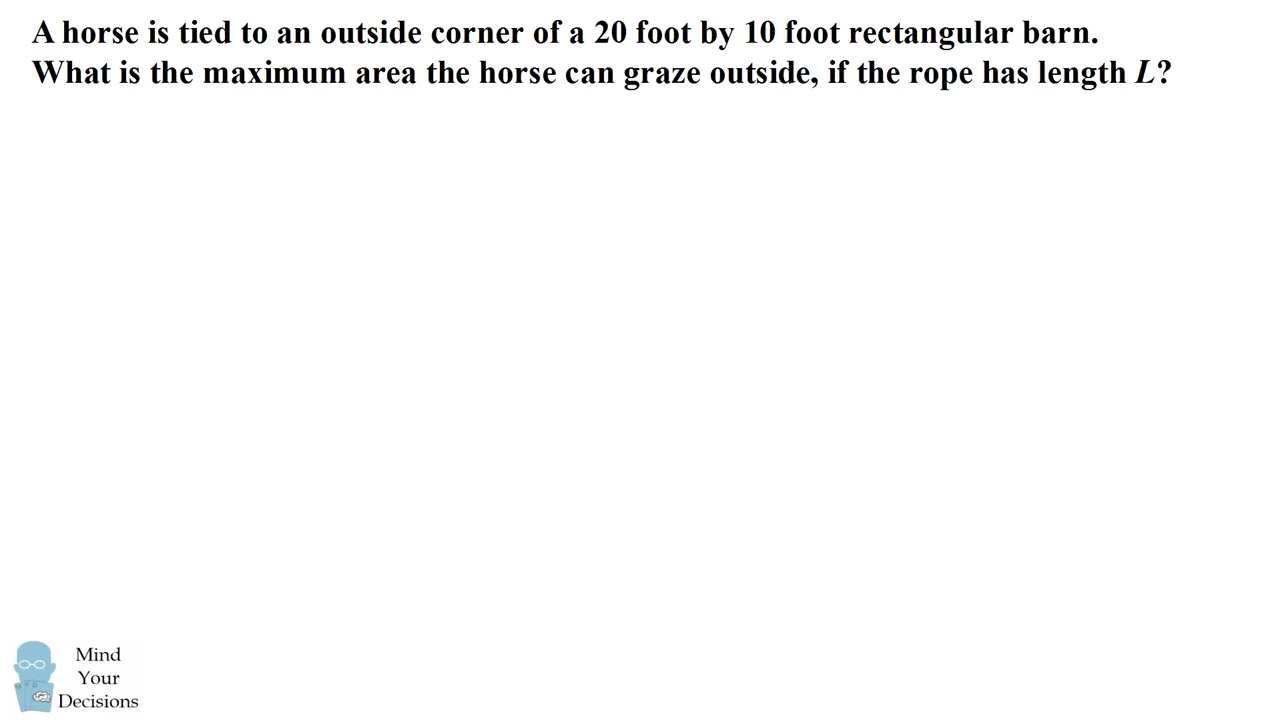 A horse is tied to an outside corner of a 20 foot by 10 foot rectangular barn.
What is the maximum area the horse can graze outside, if the rope has length L?
Mind
Your
Decisions